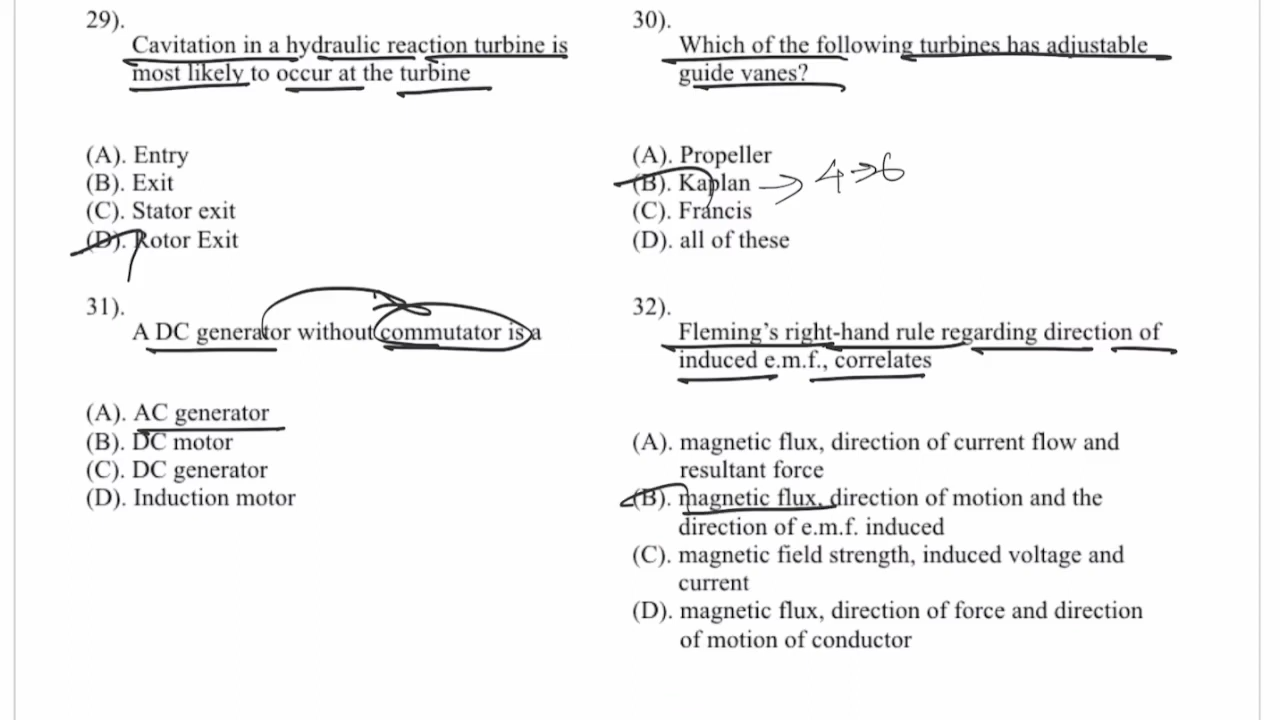 29).
Cavitation in a hydraulic reaction turbine is
most likely to occur at the turbine
(A). Entry
(B). Exit
(C). Stator exit
(D). Rotor Exit
30).
Which of the following turbines has adjustable
guide vanes?
(A). Propeller
(B). Kaplan → 4→6
(C). Francis
(D). all of these
31).
A DC generator without commutator is a
(A). AC generator
(B). DC motor
(C). DC generator
(D). Induction motor
32).
Fleming's right-hand rule regarding direction of
induced e.m.f., correlates
(A). magnetic flux, direction of current flow and
resultant force
(B). magnetic flux, direction of motion and the
direction of e.m.f. induced
(C). magnetic field strength, induced voltage and
current
(D). magnetic flux, direction of force and direction
of motion of conductor